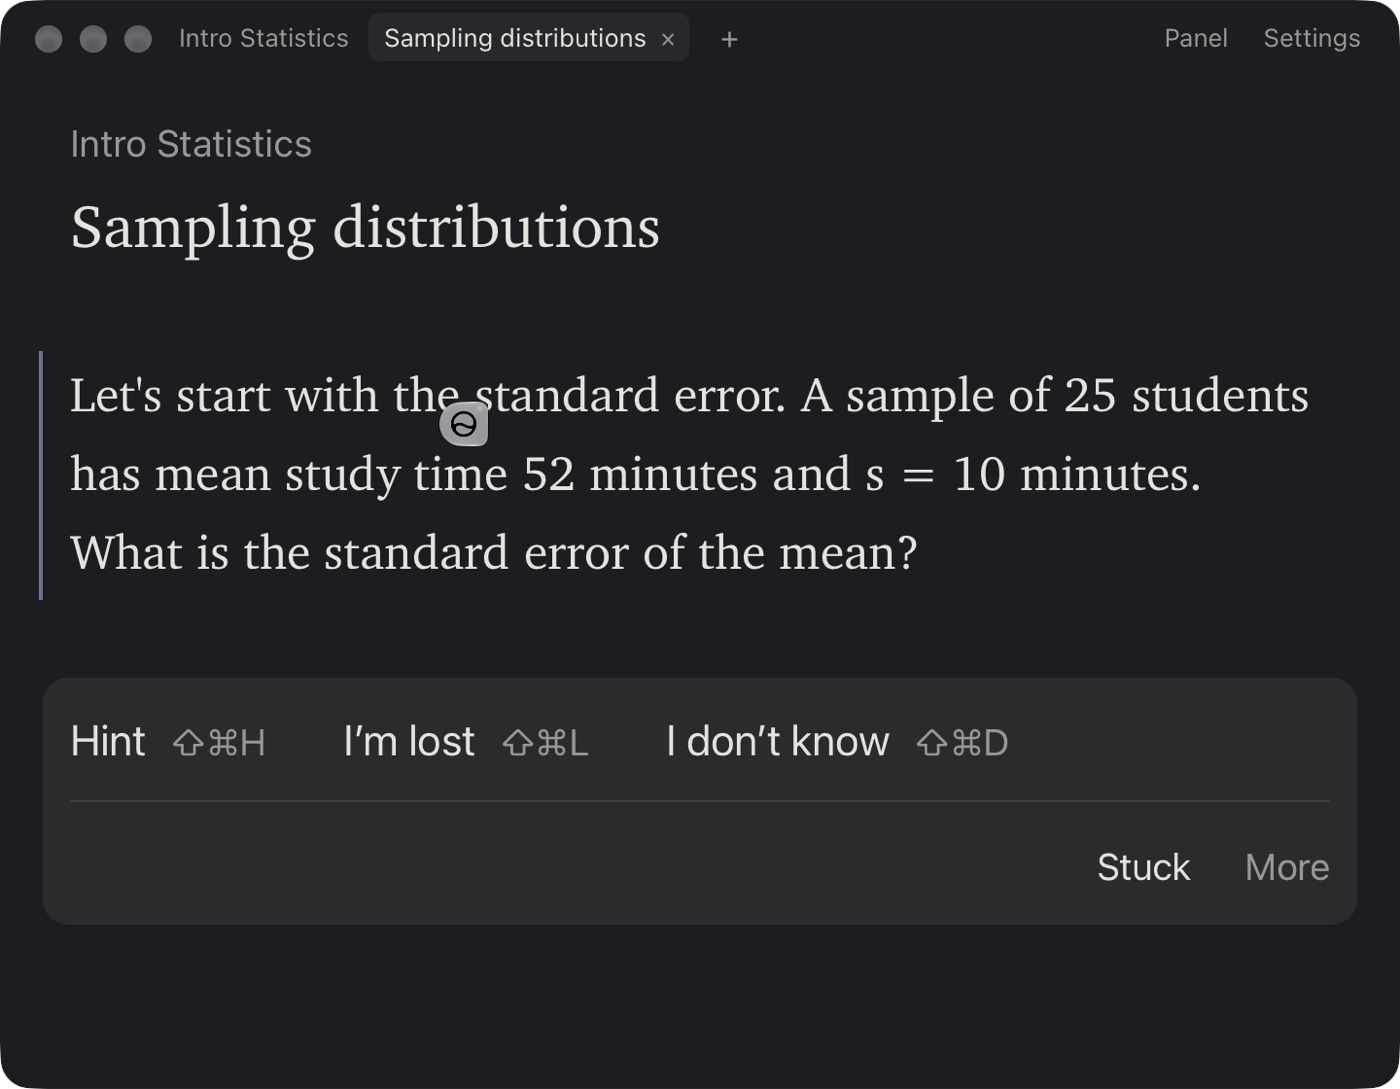 Intro Statistics Sampling distributions × + Panel Settings
Intro Statistics
Sampling distributions
Let's start with the standard error. A sample of 25 students
has mean study time 52 minutes and s = 10 minutes.
What is the standard error of the mean?
Hint ⇧⌘H I’m lost ⇧⌘L I don’t know ⇧⌘D
Stuck More